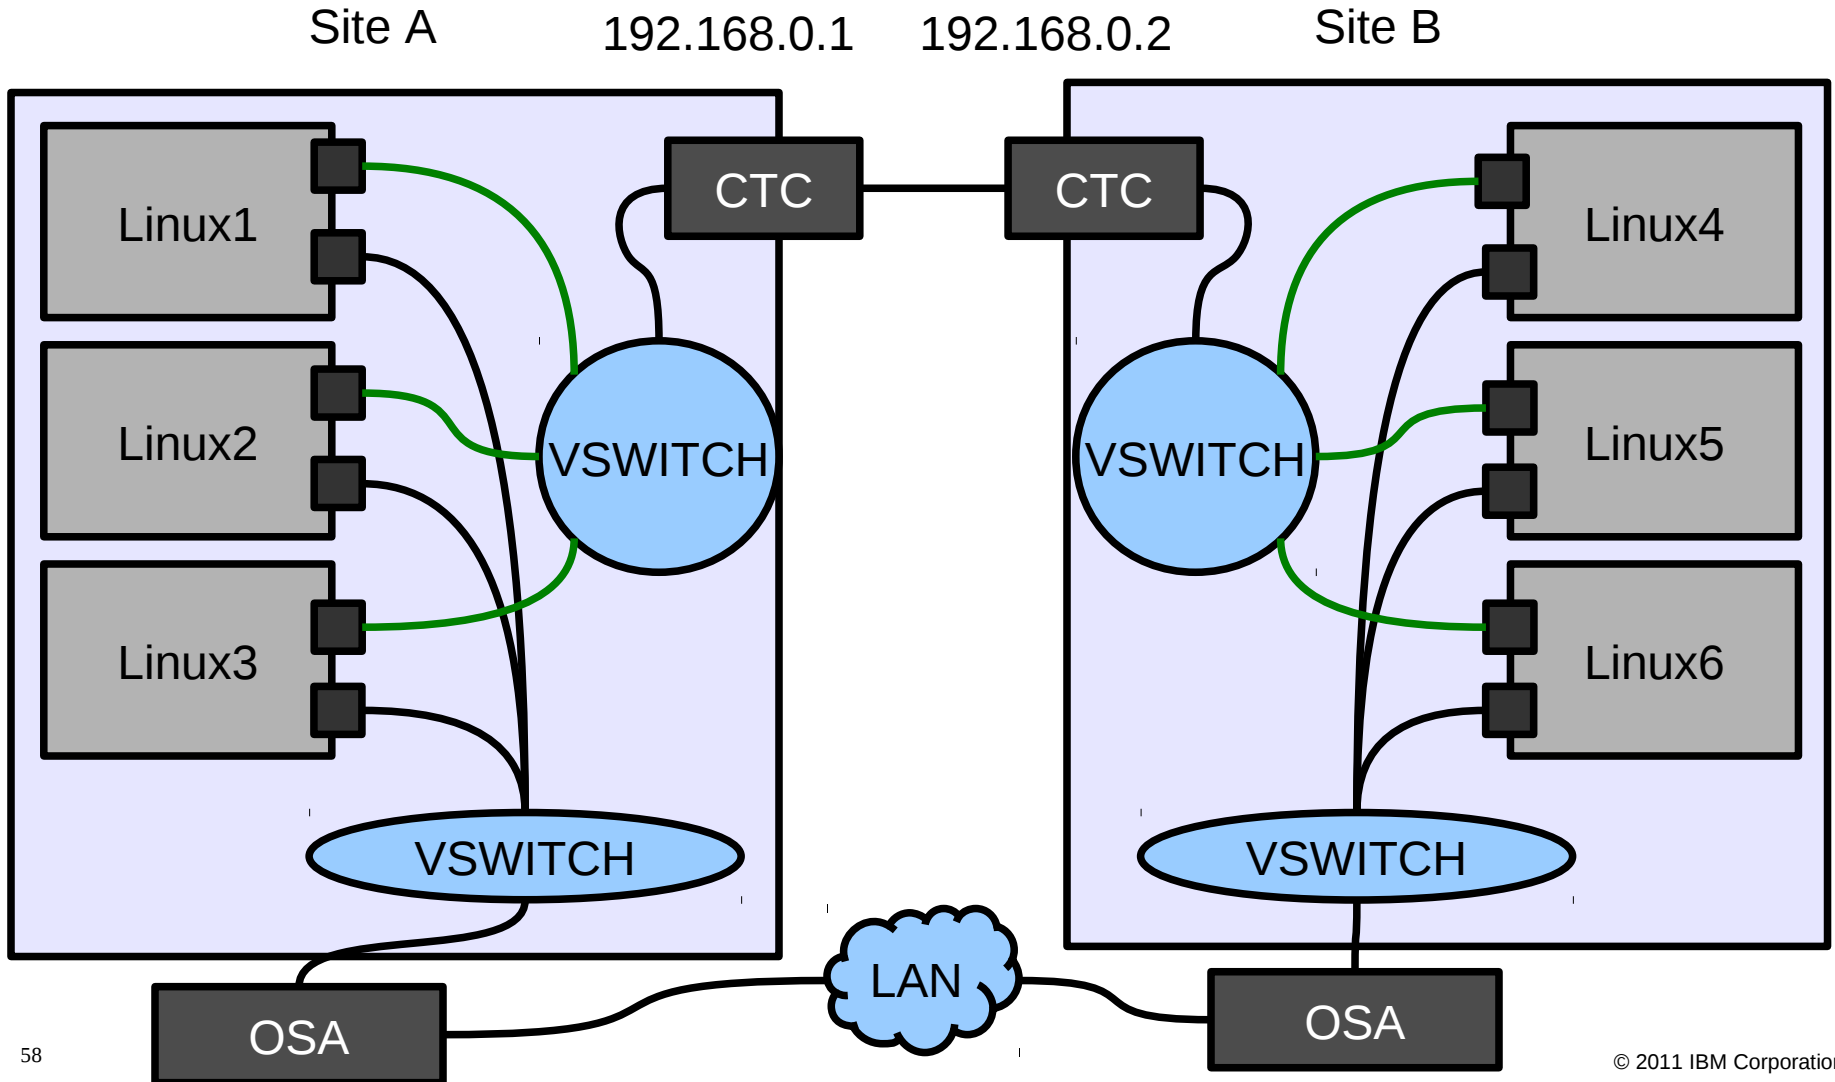 Site A
192.168.0.1
192.168.0.2
Site B
CTC
CTC
Linux1
Linux4
Linux2
VSWITCH
VSWITCH
Linux5
Linux3
Linux6
VSWITCH
VSWITCH
LAN
OSA
OSA
58
© 2011 IBM Corporation